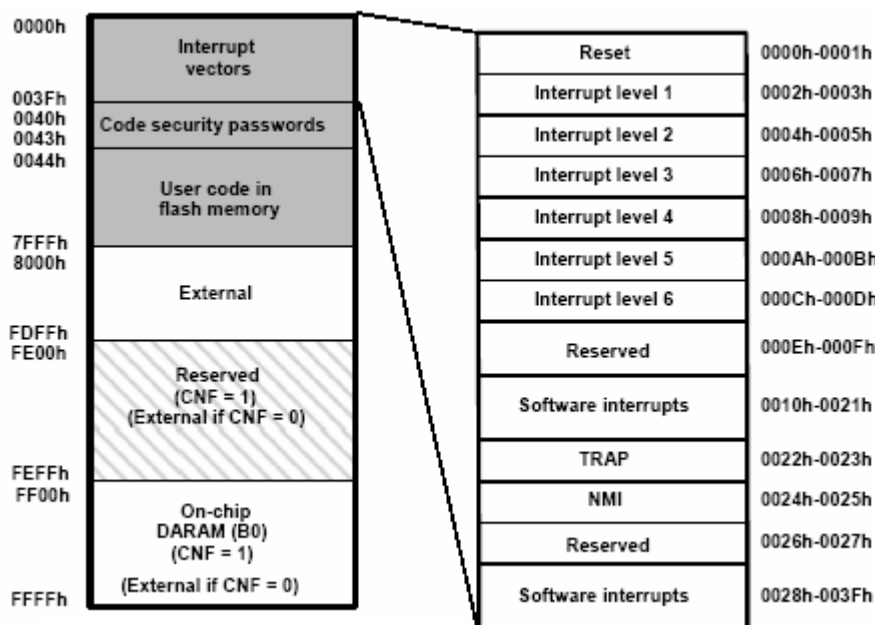 0000h
Interrupt
vectors
003Fh
0040h
Code security passwords
0043h
0044h
User code in
flash memory
7FFFh
8000h
External
FDFFh
FE00h
Reserved
(CNF = 1)
(External if CNF = 0)
FEFFh
FF00h
On-chip
DARAM (B0)
(CNF = 1)
(External if CNF = 0)
FFFFh
Reset 0000h-0001h
Interrupt level 1 0002h-0003h
Interrupt level 2 0004h-0005h
Interrupt level 3 0006h-0007h
Interrupt level 4 0008h-0009h
Interrupt level 5 000Ah-000Bh
Interrupt level 6 000Ch-000Dh
Reserved 000Eh-000Fh
Software interrupts 0010h-0021h
TRAP 0022h-0023h
NMI 0024h-0025h
Reserved 0026h-0027h
Software interrupts 0028h-003Fh